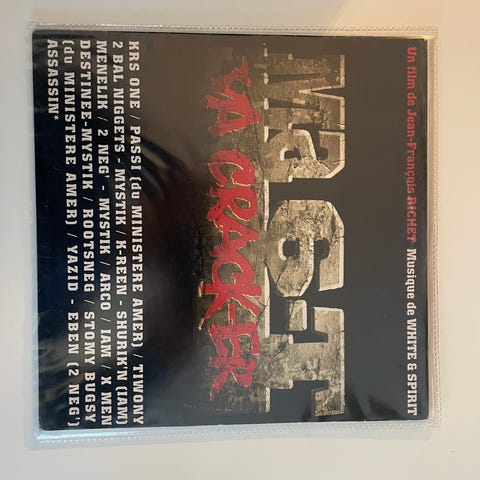 Un film de Jean-François RICHET Musique de WHITE & SPIRIT
Ma 6-T
VA CRACK-ER
KRS ONE / PASSI (du MINISTERE AMER) / TIWONY
2 BAL NIGGETS - MYSTIK / K-REEN - SHURIK'N (IAM)
MENELIK / 2 NEG' - MYSTIK / ARCO / IAM / X MEN
DESTINEE-MYSTIK / ROOTSNEG / STOMY BUGSY
(du MINISTERE AMER) / YAZID - EBEN (2 NEG')
ASSASSIN*